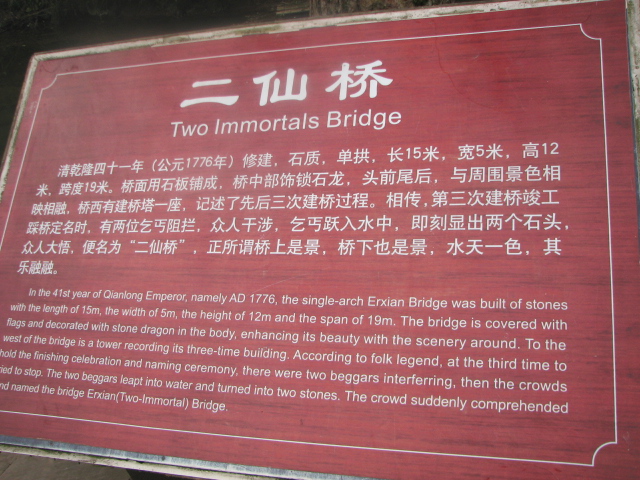 二仙桥
Two Immortals Bridge
清乾隆四十一年（公元1776年）修建，石质，单拱，长15米，宽5米，高12
米，跨度19米。桥面用石板铺成，桥中部饰锁石龙，头前尾后，与周围景色相
映相融，桥西有建桥塔一座，记述了先后三次建桥过程。相传，第三次建桥竣工
踩桥定名时，有两位乞丐阻拦，众人干涉，乞丐跃入水中，即刻显出两个石头，
众人大悟，便名为“二仙桥”，正所谓桥上是景，桥下也是景，水天一色，其
乐融融。
In the 41st year of Qianlong Emperor, namely AD 1776, the single-arch Erxian Bridge was built of stones
with the length of 15m, the width of 5m, the height of 12m and the span of 19m. The bridge is covered with
flags and decorated with stone dragon in the body, enhancing its beauty with the scenery around. To the
west of the bridge is a tower recording its three-time building. According to folk legend, at the third time to
hold the finishing celebration and naming ceremony, there were two beggars interferring, then the crowds
ried to stop. The two beggars leapt into water and turned into two stones. The crowd suddenly comprehended
nd named the bridge Erxian(Two-Immortal) Bridge.